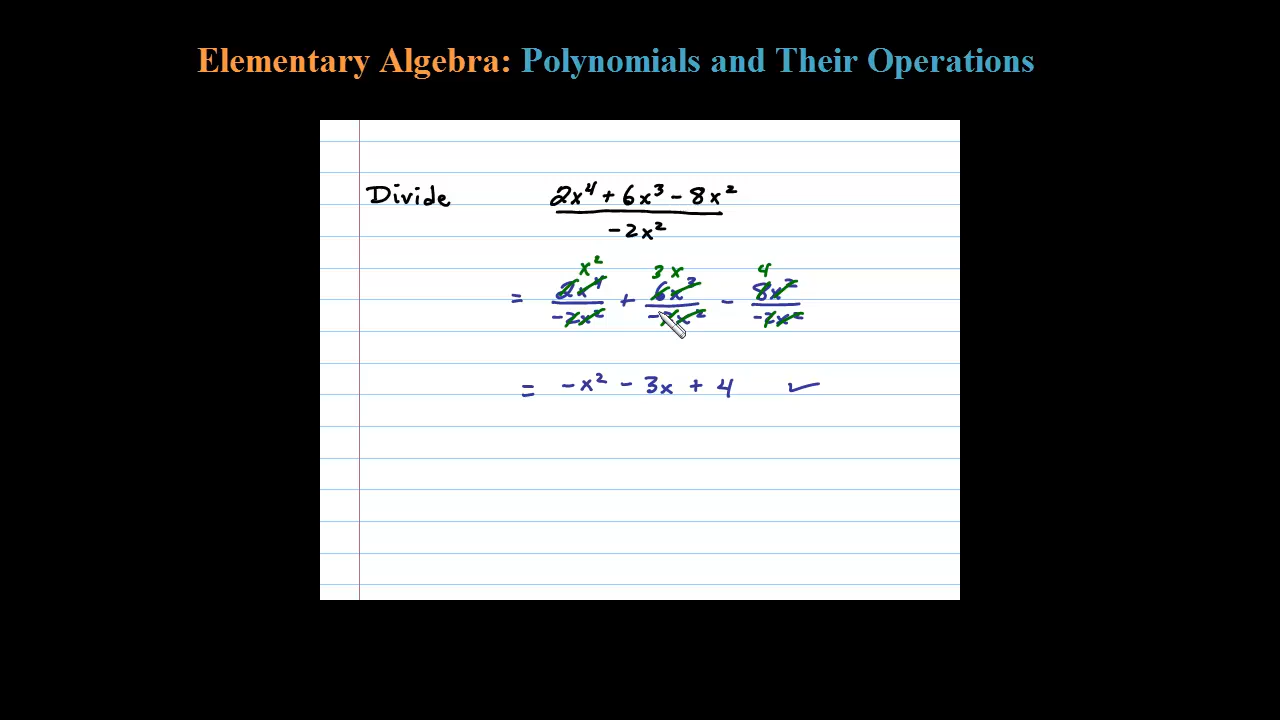 Elementary Algebra: Polynomials and Their Operations
Divide
2x⁴ + 6x³ - 8x²
-2x²
x² 3x 4
= 2x⁴ + 6x³ - 8x²
-2x² -2x² -2x²
= -x² - 3x + 4 ✓